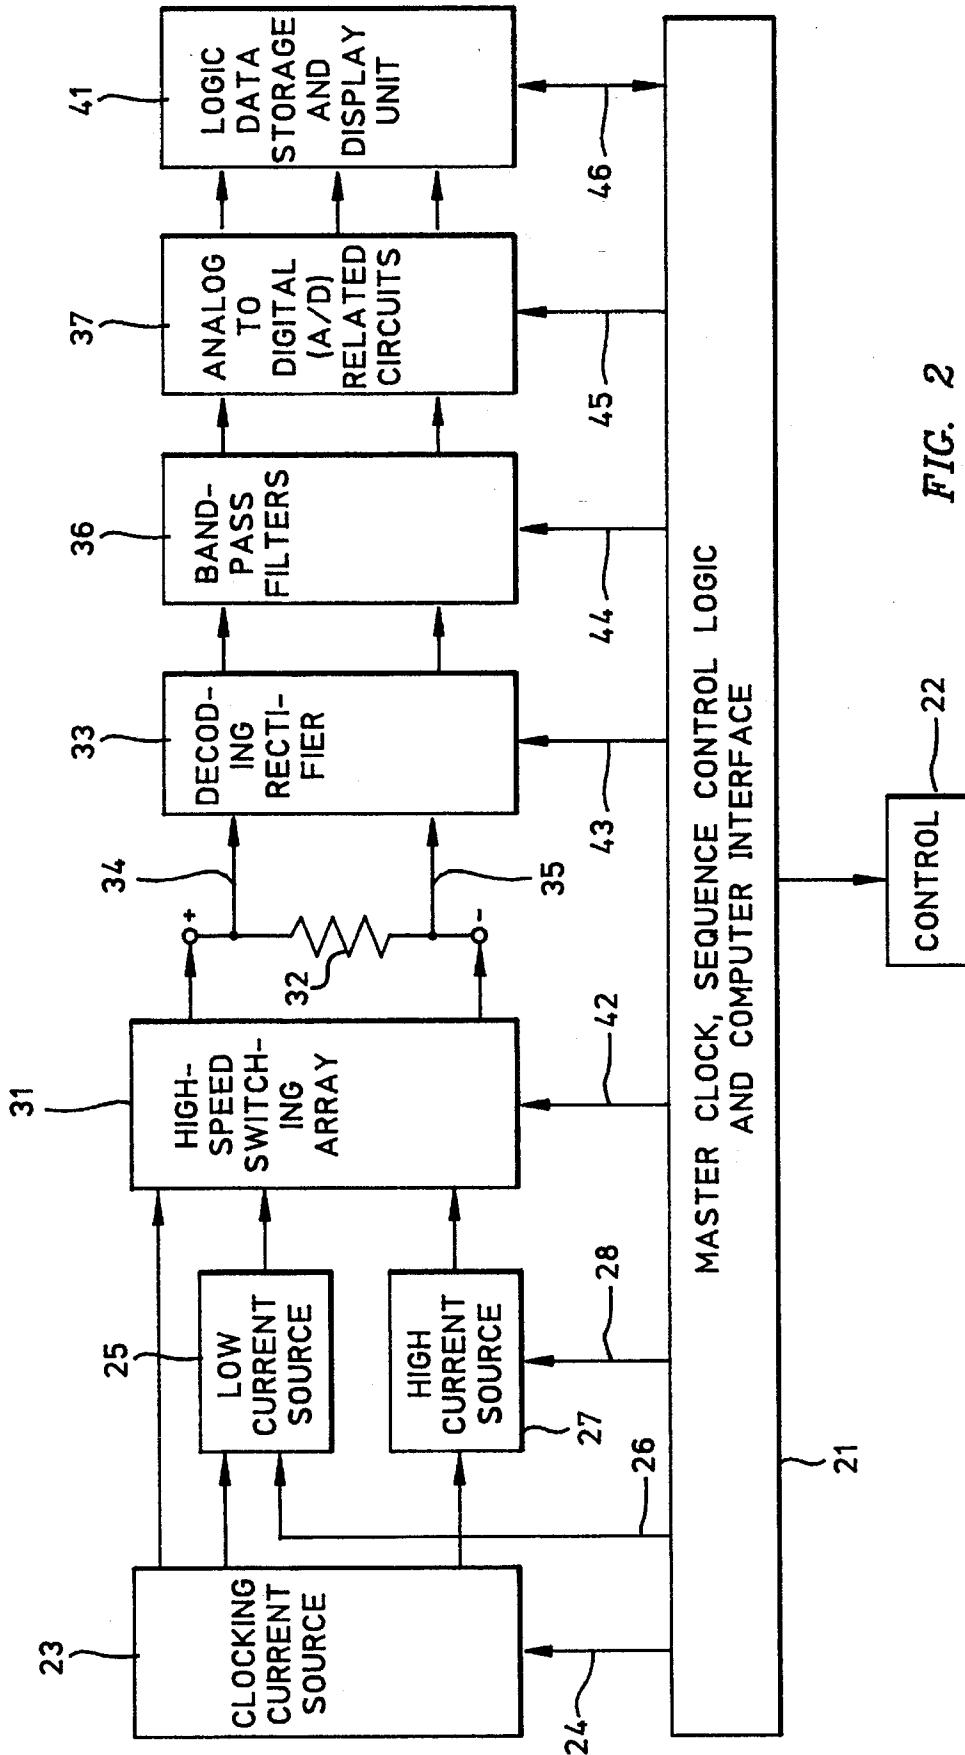 23
CLOCKING
CURRENT
SOURCE
24
25
LOW
CURRENT
SOURCE
26
HIGH
CURRENT
SOURCE
27
28
31
HIGH-
SPEED
SWITCH-
ING
ARRAY
42
+
-
32
34
35
33
DECOD-
ING
RECTI-
FIER
43
36
BAND-
PASS
FILTERS
44
37
ANALOG
TO
DIGITAL
(A/D)
RELATED
CIRCUITS
45
41
LOGIC
DATA
STORAGE
AND
DISPLAY
UNIT
46
MASTER CLOCK, SEQUENCE CONTROL LOGIC
AND COMPUTER INTERFACE
21
CONTROL
22
FIG. 2